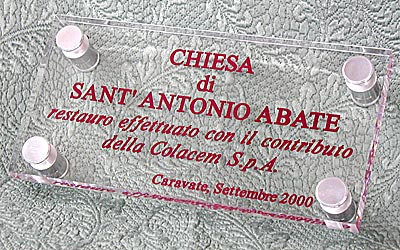 CHIESA
di
SANT' ANTONIO ABATE
restauro effettuato con il contributo
della Colacem S.p.A.
Caravate, Settembre 2000